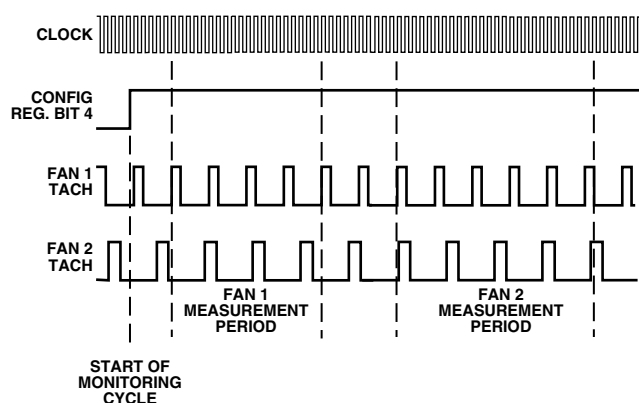 CLOCK
CONFIG
REG. BIT 4
FAN 1
TACH
FAN 2
TACH
FAN 1
MEASUREMENT
PERIOD
FAN 2
MEASUREMENT
PERIOD
START OF
MONITORING
CYCLE